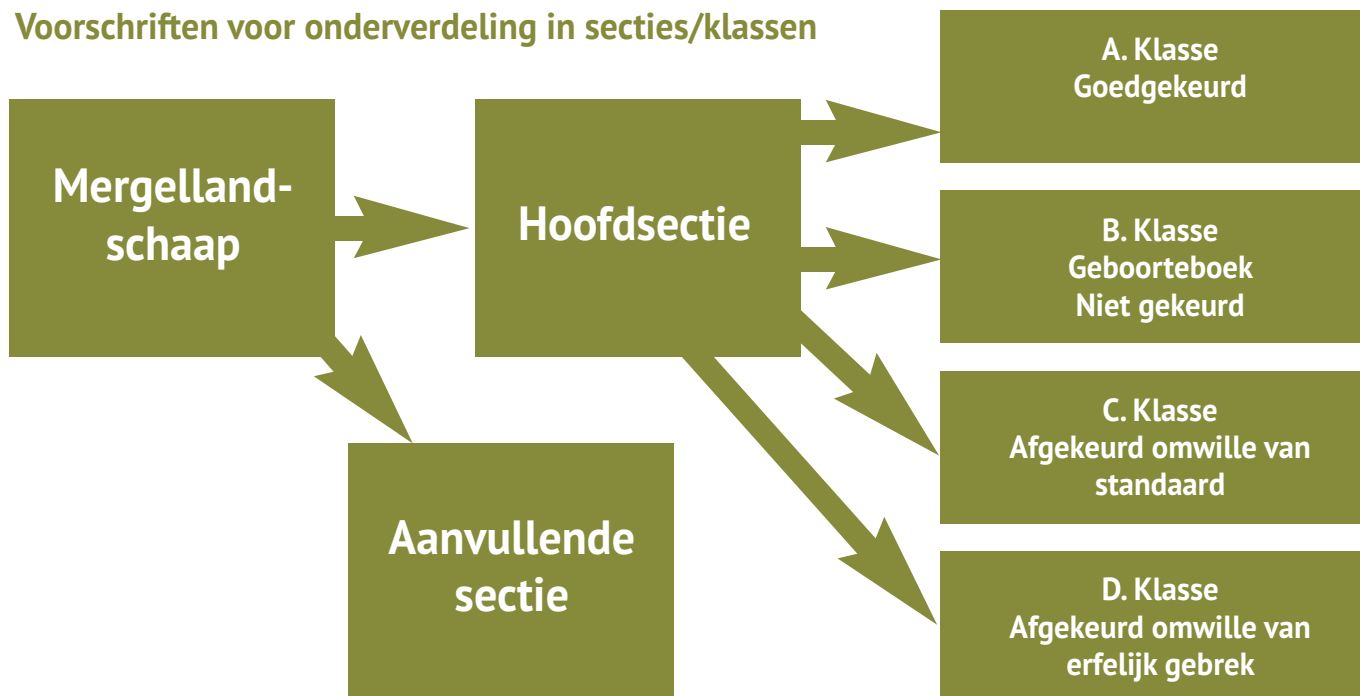 Voorschriften voor onderverdeling in secties/klassen
Mergelland-
schaap
Hoofdsectie
Aanvullende
sectie
A. Klasse
Goedgekeurd
B. Klasse
Geboorteboek
Niet gekeurd
C. Klasse
Afgekeurd omwille van
standaard
D. Klasse
Afgekeurd omwille van
erfelijk gebrek